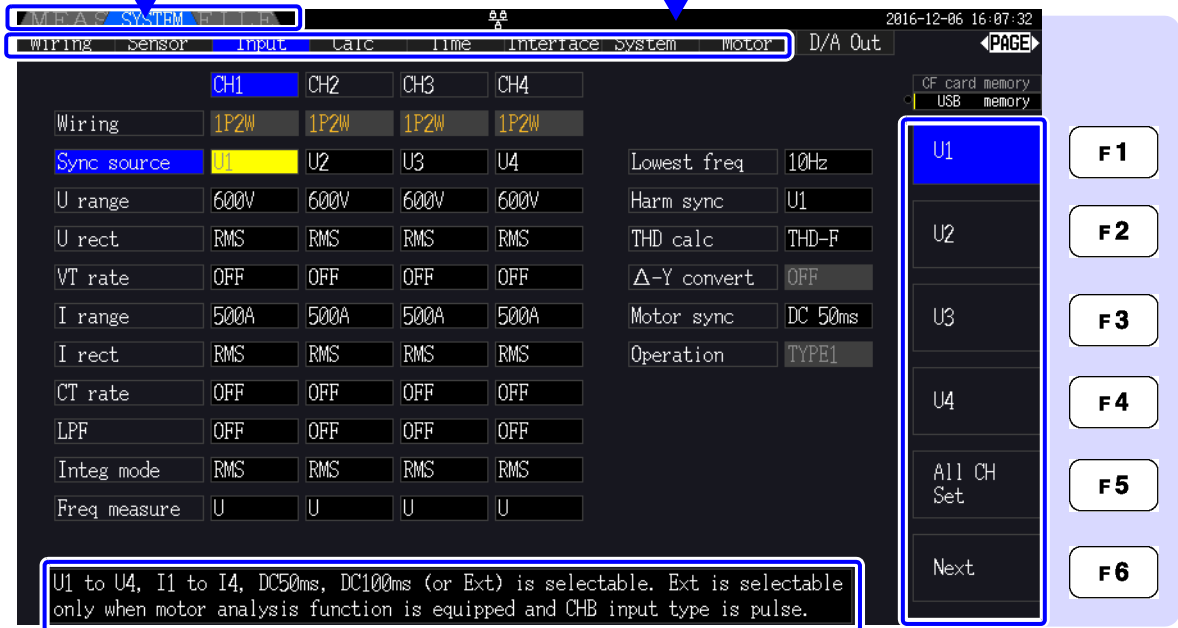 MEAS SYSTEM FILE 2016-12-06 16:07:32
Wiring Sensor Input Calc Time Interface System Motor D/A Out PAGE
CH1 CH2 CH3 CH4
CF card memory
USB memory
Wiring 1P2W 1P2W 1P2W 1P2W
Sync source U1 U2 U3 U4 Lowest freq 10Hz U1 F1
U range 600V 600V 600V 600V Harm sync U1
U rect RMS RMS RMS RMS THD calc THD-F U2 F2
VT rate OFF OFF OFF OFF Δ-Y convert OFF
I range 500A 500A 500A 500A Motor sync DC 50ms U3 F3
I rect RMS RMS RMS RMS Operation TYPE1
CT rate OFF OFF OFF OFF U4 F4
LPF OFF OFF OFF OFF
Integ mode RMS RMS RMS RMS All CH
Set F5
Freq measure U U U U
Next F6
U1 to U4, I1 to I4, DC50ms, DC100ms (or Ext) is selectable. Ext is selectable
only when motor analysis function is equipped and CHB input type is pulse.